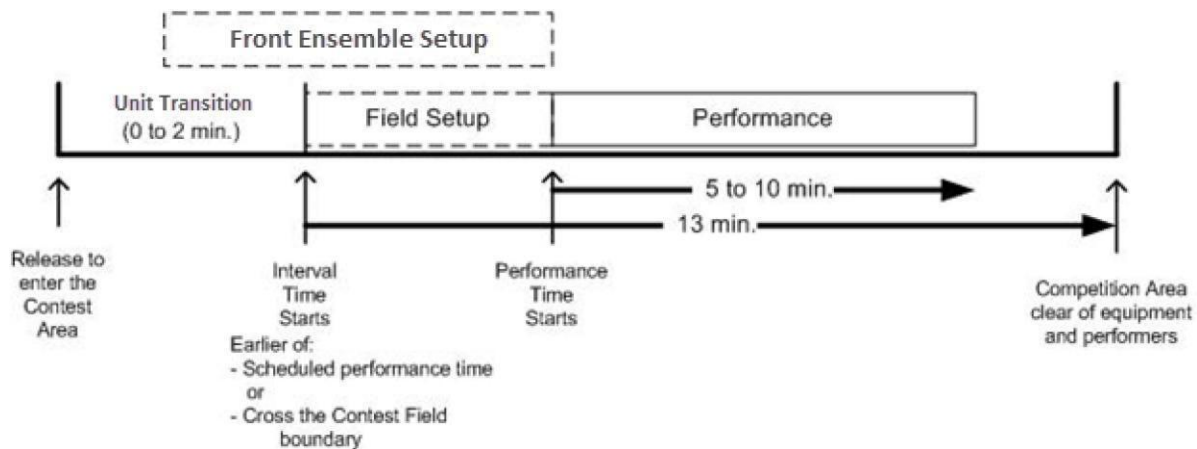 Front Ensemble Setup
Unit Transition
(0 to 2 min.)
Field Setup
Performance
5 to 10 min.
13 min.
Release to
enter the
Contest
Area
Interval
Time
Starts
Earlier of:
- Scheduled performance time
or
- Cross the Contest Field
boundary
Performance
Time
Starts
Competition Area
clear of equipment
and performers